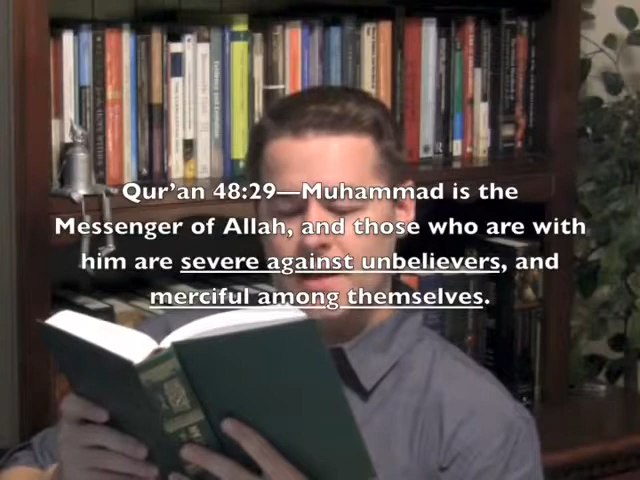 Qur’an 48:29—Muhammad is the
Messenger of Allah, and those who are with
him are severe against unbelievers, and
merciful among themselves.